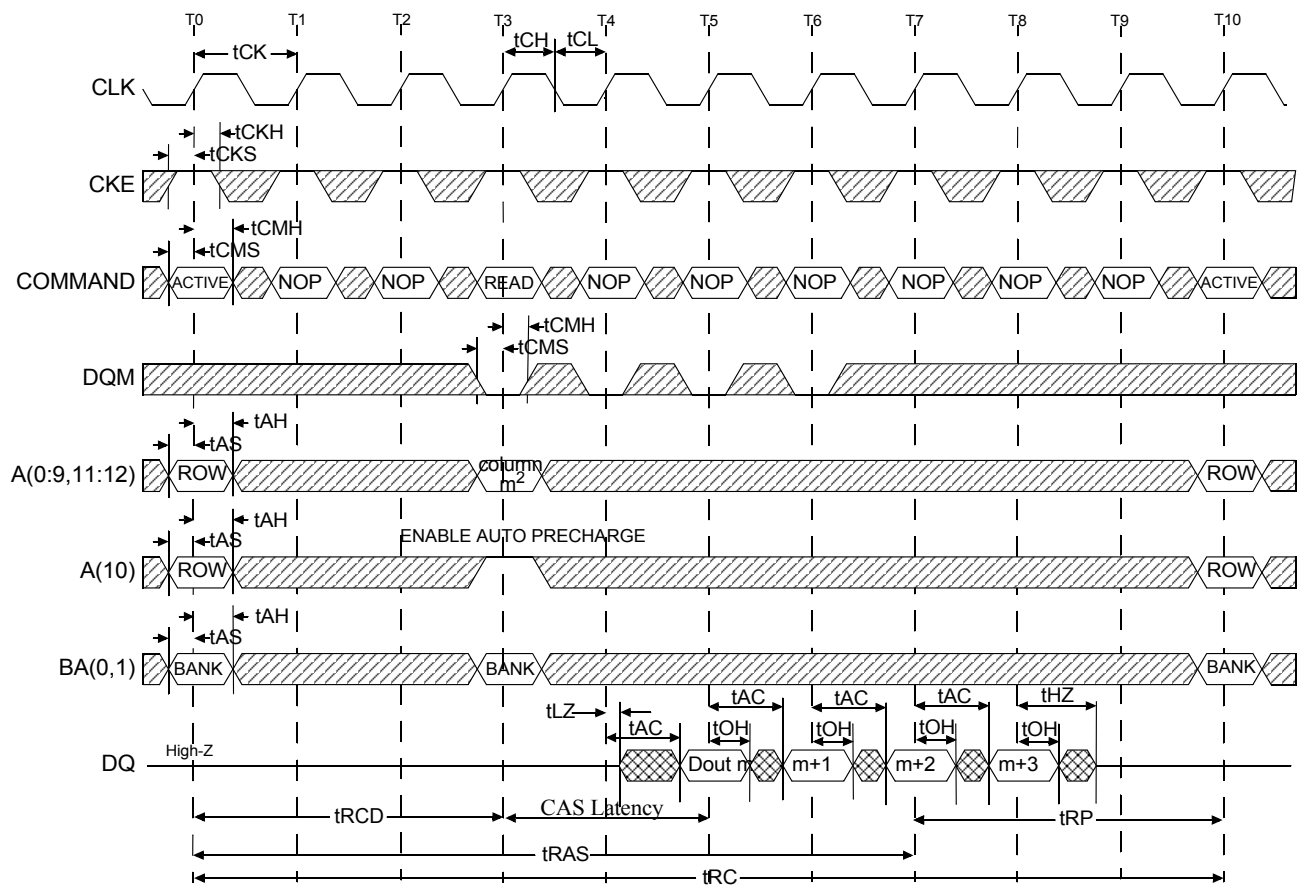 T0 T1 T2 T3 T4 T5 T6 T7 T8 T9 T10
tCK tCH tCL
CLK
tCKH
tCKS
CKE
tCMH
tCMS
COMMAND ACTIVE NOP NOP READ NOP NOP NOP NOP NOP NOP ACTIVE
tCMH
tCMS
DQM
tAH
tAS
A(0:9,11:12) ROW column m2 ROW
tAH
ENABLE AUTO PRECHARGE
tAS
A(10) ROW ROW
tAH
tAS
BA(0,1) BANK BANK BANK
tLZ tAC tAC tAC tAC tHZ
tOH tOH tOH tOH
High-Z
DQ Dout m m+1 m+2 m+3
tRCD CAS Latency tRP
tRAS
tRC